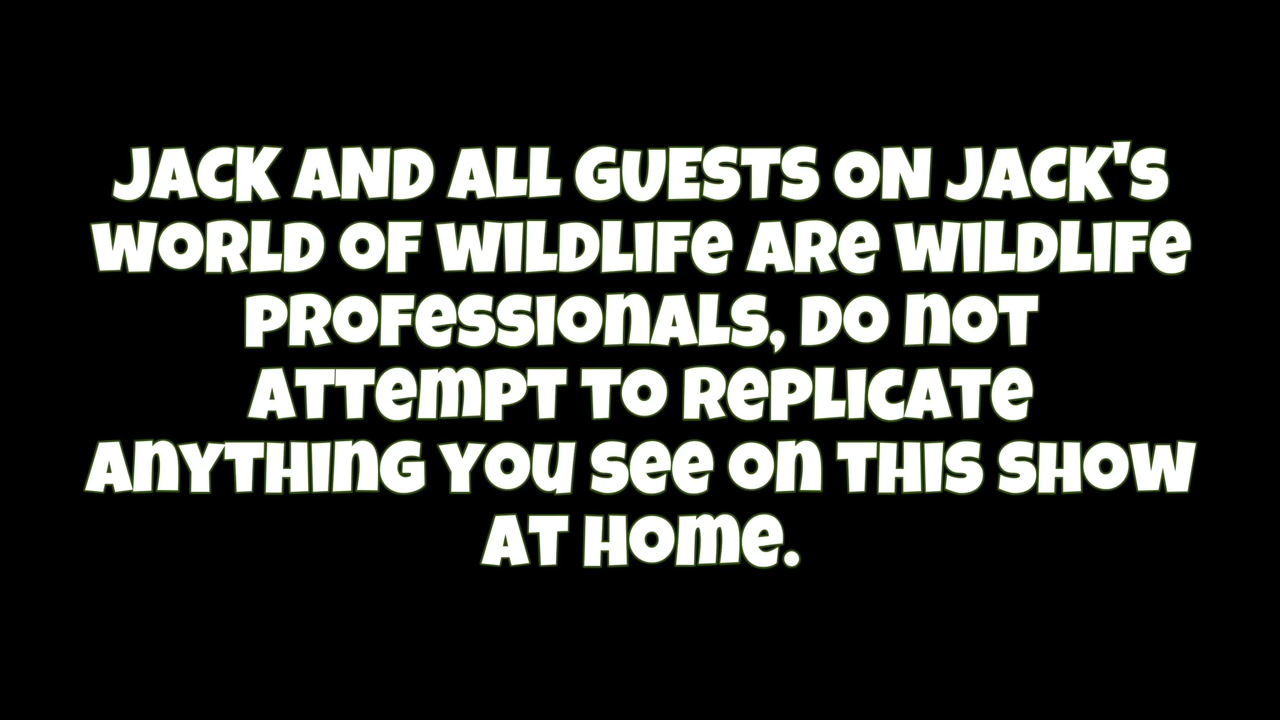 JACK AND ALL GUESTS ON JACK'S
WORLD OF WILDLIFE ARE WILDLIFE
PROFESSIONALS, DO NOT
ATTEMPT TO REPLICATE
ANYTHING YOU SEE ON THIS SHOW
AT HOME.